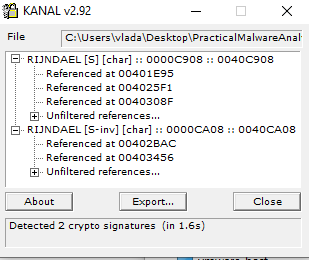 KANAL v2.92
File C:\Users\vlada\Desktop\PracticalMalwareAnal
RIJNDAEL [S] [char] :: 0000C908 :: 0040C908
Referenced at 00401E95
Referenced at 004025F1
Referenced at 0040308F
Unfiltered references...
RIJNDAEL [S-inv] [char] :: 0000CA08 :: 0040CA08
Referenced at 00402BAC
Referenced at 00403456
Unfiltered references...
About Export... Close
Detected 2 crypto signatures (in 1.6s)